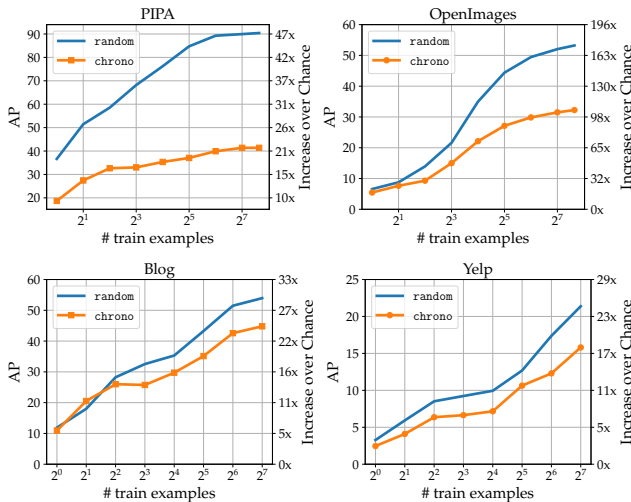 PIPA
90
80
70
60
50
40
30
20
AP
random
chrono
47x
42x
37x
31x
26x
21x
16x
10x
Increase over Chance
2^1
2^3
2^5
2^7
# train examples
OpenImages
60
50
40
30
20
10
0
AP
random
chrono
196x
163x
130x
98x
65x
32x
0x
Increase over Chance
2^1
2^3
2^5
2^7
# train examples
Blog
60
50
40
30
20
10
0
AP
random
chrono
33x
27x
22x
16x
11x
5x
0x
Increase over Chance
2^0
2^1
2^2
2^3
2^4
2^5
2^6
2^7
# train examples
Yelp
25
20
15
10
5
0
AP
random
chrono
29x
23x
17x
11x
5x
0x
Increase over Chance
2^0
2^1
2^2
2^3
2^4
2^5
2^6
2^7
# train examples